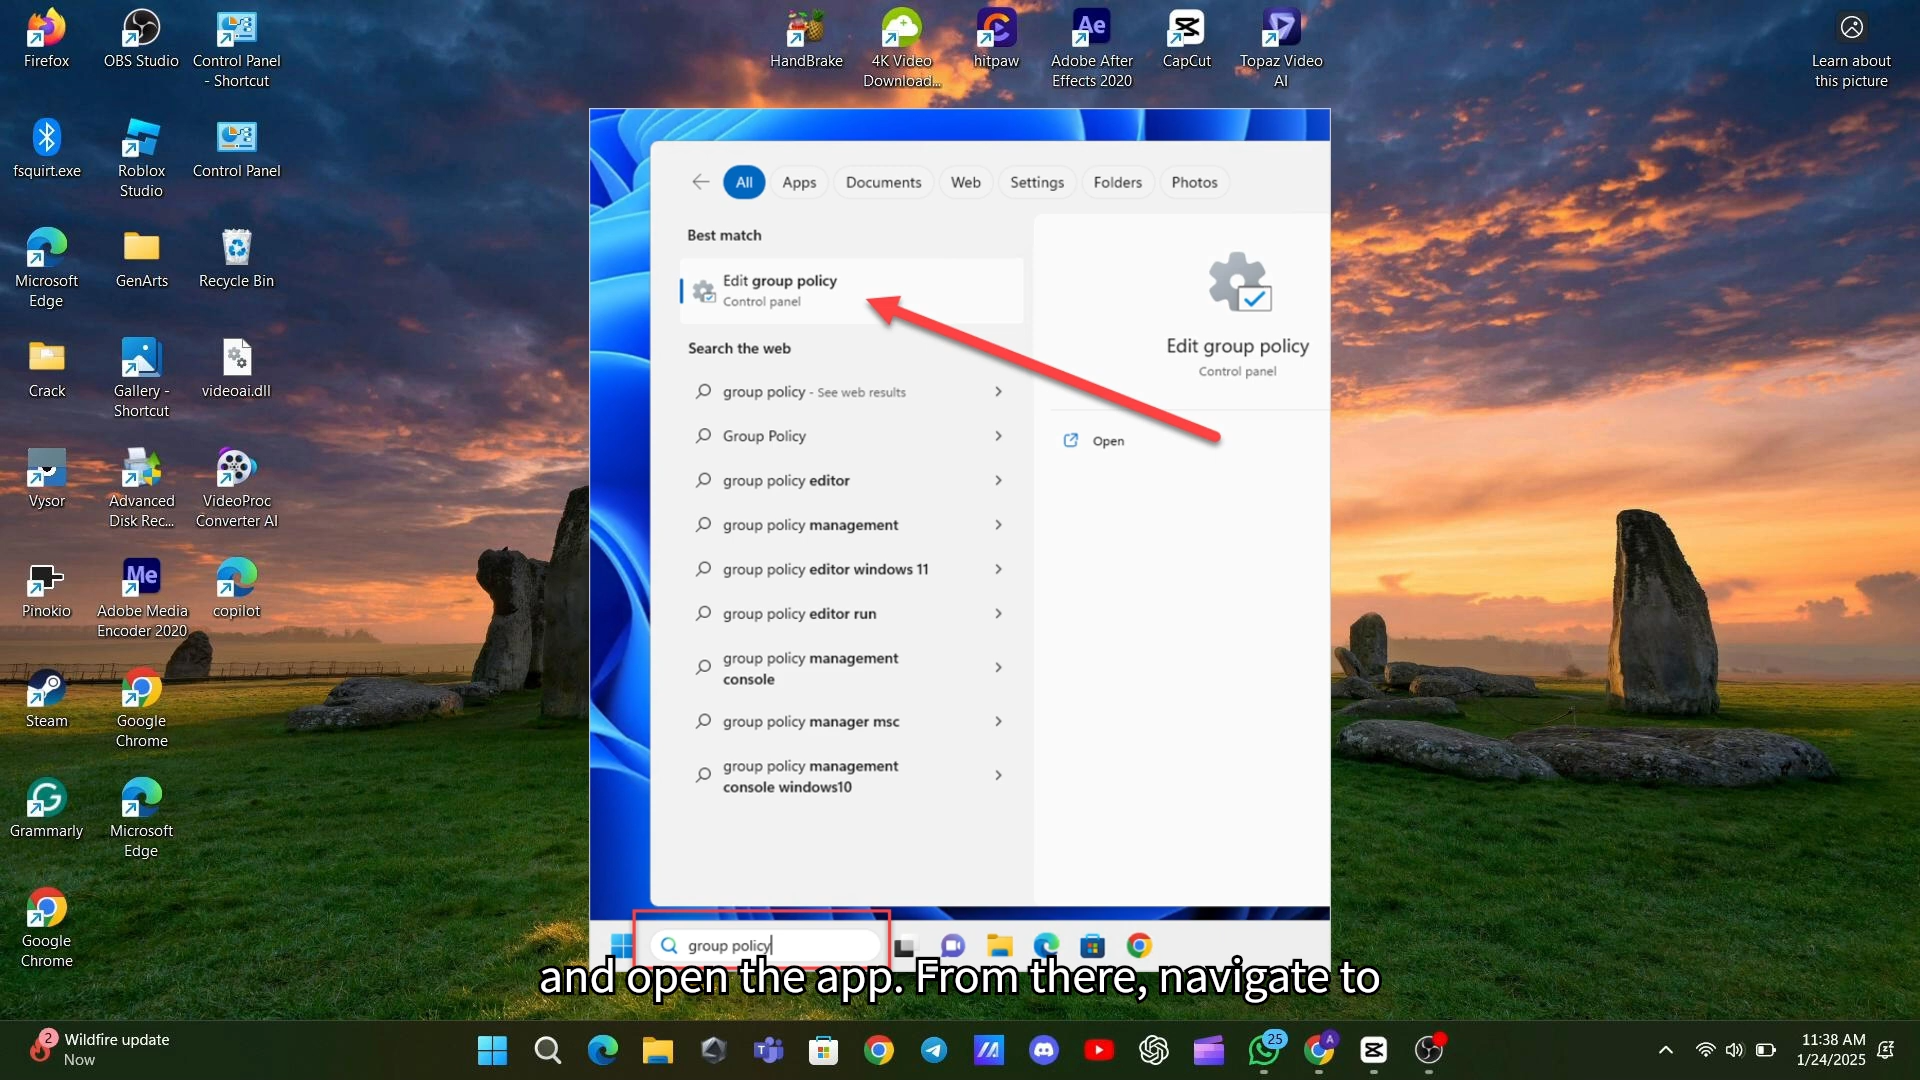 Firefox
OBS Studio
Control Panel
- Shortcut
HandBrake
4K Video
Download...
hitpaw
Ae
Adobe After
Effects 2020
CapCut
Topaz Video
AI
Learn about
this picture
fsquirt.exe
Roblox
Studio
Control Panel
Microsoft
Edge
GenArts
Recycle Bin
Crack
Gallery -
Shortcut
videoai.dll
Vysor
Advanced
Disk Rec...
VideoProc
Converter AI
Pinokio
Me
Adobe Media
Encoder 2020
copilot
Steam
Google
Chrome
Grammarly
Microsoft
Edge
Google
Chrome
All
Apps
Documents
Web
Settings
Folders
Photos
Best match
Edit group policy
Control panel
Search the web
group policy - See web results
Group Policy
group policy editor
group policy management
group policy editor windows 11
group policy editor run
group policy management
console
group policy manager msc
group policy management
console windows10
Edit group policy
Control panel
Open
group policy
and open the app. From there, navigate to
2
Wildfire update
Now
25
A
11:38 AM
1/24/2025